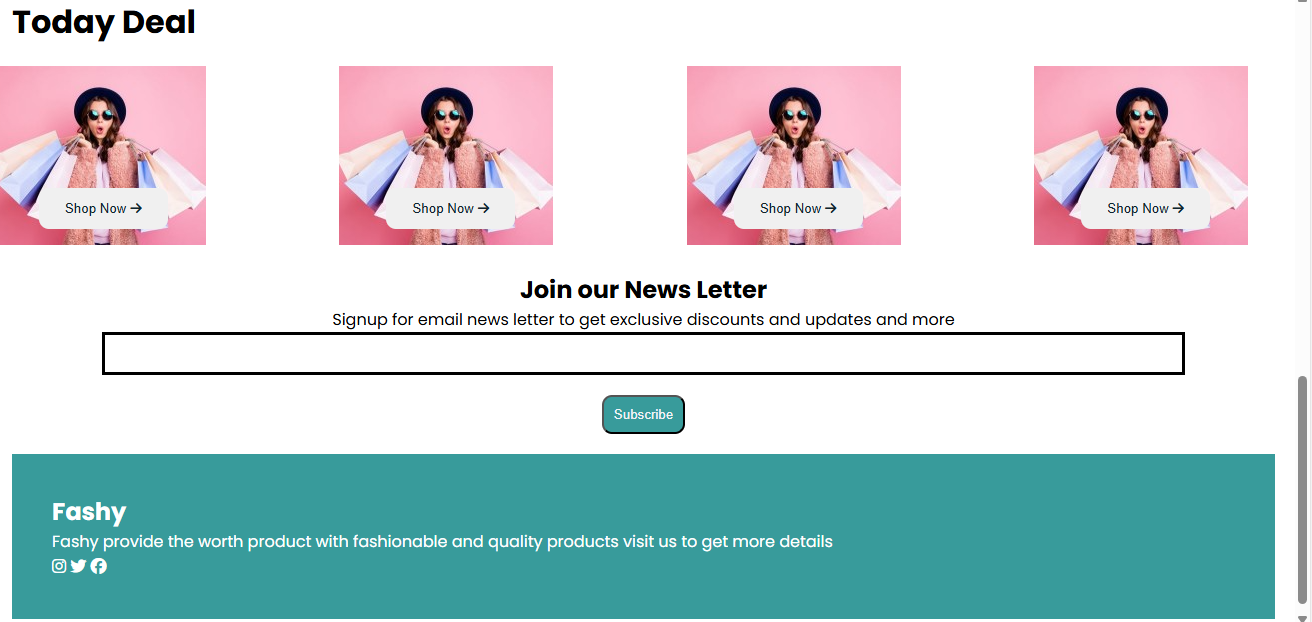 Today Deal
Shop Now → Shop Now → Shop Now → Shop Now →
Join our News Letter
Signup for email news letter to get exclusive discounts and updates and more
Subscribe
Fashy
Fashy provide the worth product with fashionable and quality products visit us to get more details